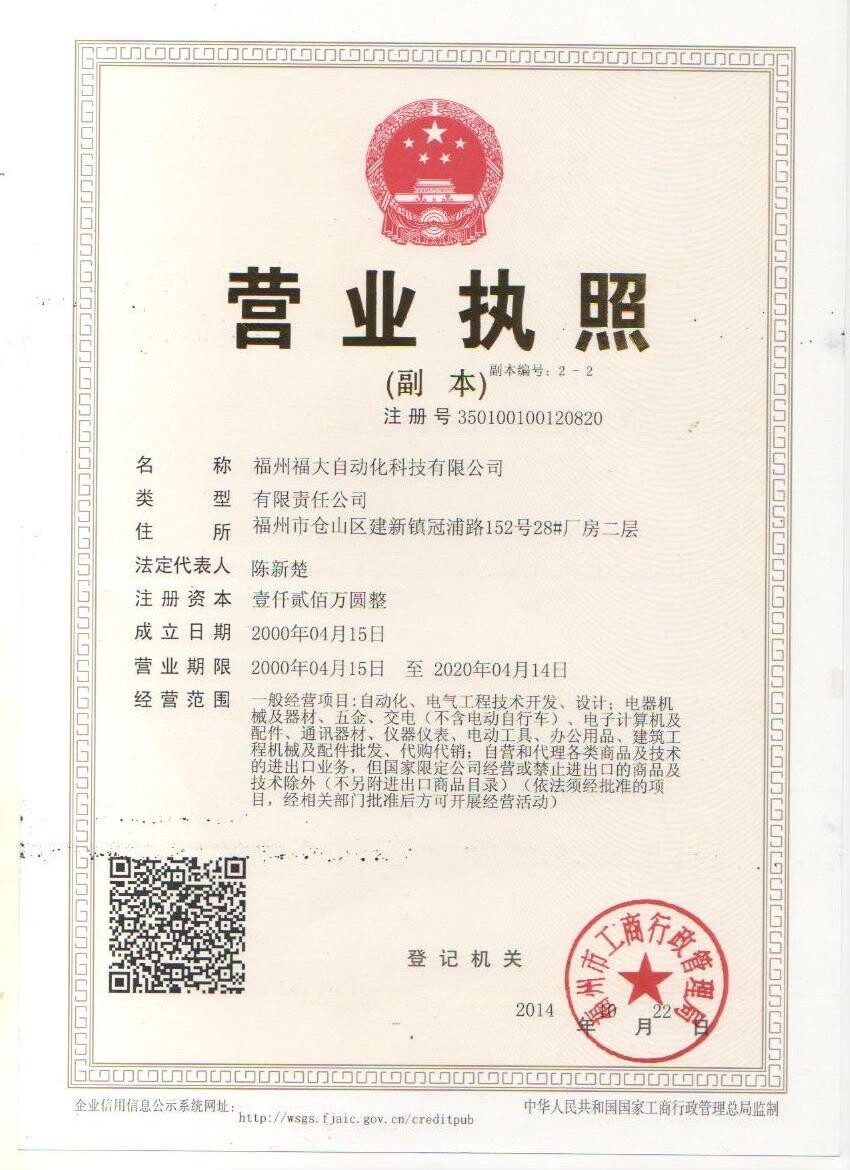 营业执照
(副 本)副本编号：2－2
注册号 350100100120820
名称 福州福大自动化科技有限公司
类型 有限责任公司
住所 福州市仓山区建新镇冠浦路152号28#厂房二层
法定代表人 陈新楚
注册资本 壹仟贰佰万圆整
成立日期 2000年04月15日
营业期限 2000年04月15日 至 2020年04月14日
经营范围 一般经营项目:自动化、电气工程技术开发、设计；电器机
械及器材、五金、交电（不含电动自行车）、电子计算机及
配件、通讯器材、仪器仪表、电动工具、办公用品、建筑工
程机械及配件批发、代购代销；自营和代理各类商品及技术
的进出口业务，但国家限定公司经营或禁止进出口的商品及
技术除外（不另附进出口商品目录）（依法须经批准的项
目，经相关部门批准后方可开展经营活动）
福州市工商行政管理局
登记机关
2014年10月22日
企业信用信息公示系统网址：http://wsgs.fjaic.gov.cn/creditpub
中华人民共和国国家工商行政管理总局监制